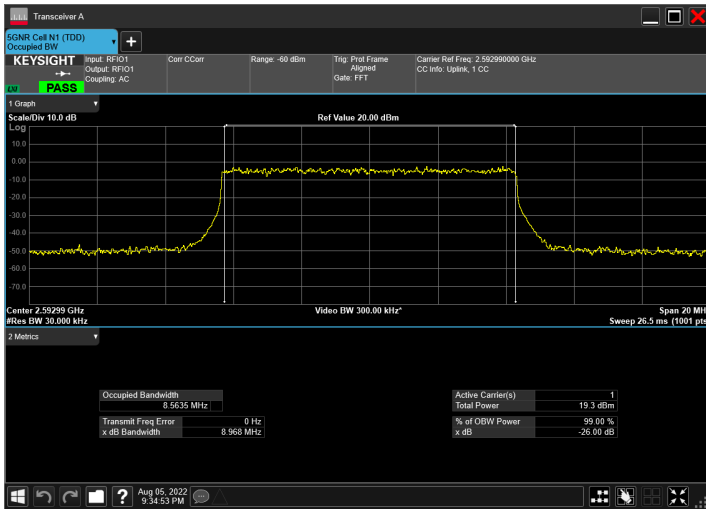 Transceiver A
5GNR Cell N1 (TDD)
Occupied BW
KEYSIGHT
LXI
PASS
Input: RFIO1
Output: RFIO1
Coupling: AC
Corr CCorr
Range: -60 dBm
Trig: Prot Frame
Aligned
Gate: FFT
Carrier Ref Freq: 2.592990000 GHz
CC Info: Uplink, 1 CC
1 Graph
Scale/Div 10.0 dB
Ref Value 20.00 dBm
Log
10.0
0.00
-10.0
-20.0
-30.0
-40.0
-50.0
-60.0
-70.0
Center 2.59299 GHz
Video BW 300.00 kHz*
Span 20 MH
#Res BW 30.000 kHz
Sweep 26.5 ms (1001 pts
2 Metrics
Occupied Bandwidth
8.5635 MHz
Transmit Freq Error 0 Hz
x dB Bandwidth 8.968 MHz
Active Carrier(s) 1
Total Power 19.3 dBm
% of OBW Power 99.00 %
x dB -26.00 dB
?
Aug 05, 2022
9:34:53 PM